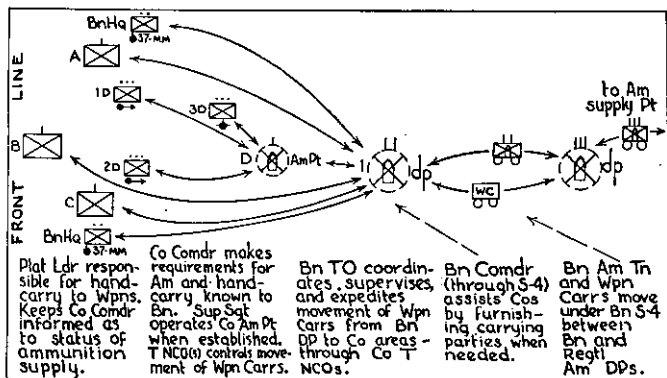 BnHq
37-MM
A
1D
3D
to Am
supply Pt
B
D
AmPt
1
dp
dp
2D
WC
C
BnHq
37-MM
FRONT LINE
Plat Ldr respon-
sible for hand-
carry to Wpns.
Keeps Co Comdr
informed as
to status of
ammunition
supply.
Co Comdr makes
requirements for
Am and hand-
carry known to
Bn. Sup Sgt
operates Co Am Pt
when established.
T NCO(s) controls move-
ment of Wpn Carrs.
Bn TO coordin-
ates, supervises,
and expedites
movement of Wpn
Carrs from Bn
DP to Co areas -
through Co T
NCOs.
Bn Comdr
(through S-4)
assists Cos
by furnish-
ing carrying
parties, when
needed.
Bn Am Tn
and Wpn
Carrs move
under Bn S-4
between
Bn and
Regtl
Am DPs.